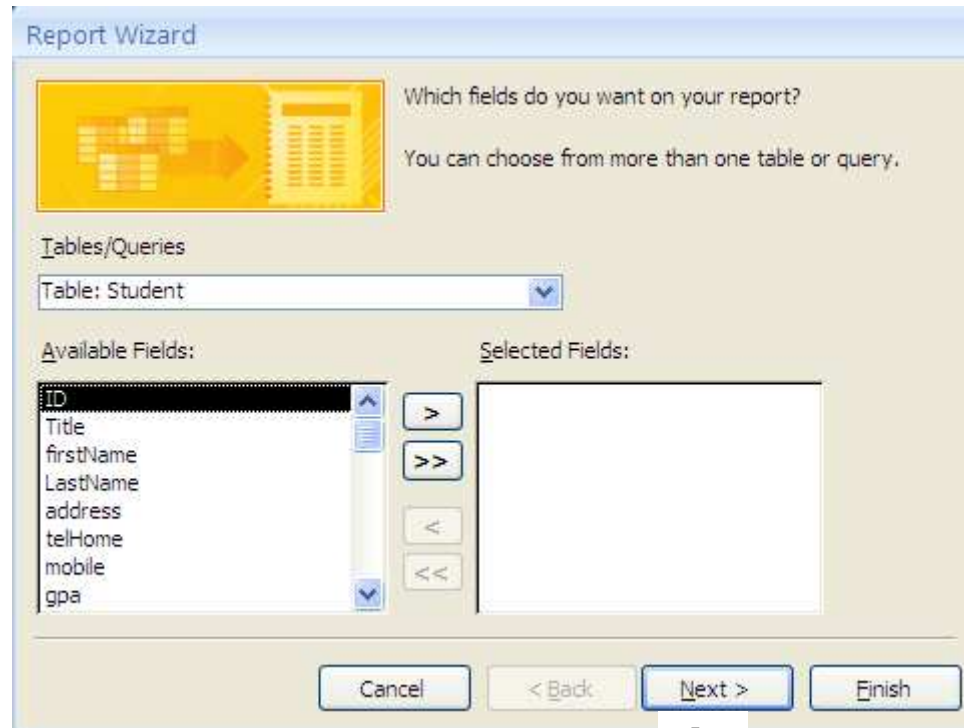 Report Wizard
Which fields do you want on your report?
You can choose from more than one table or query.
Tables/Queries
Table: Student
Available Fields:
Selected Fields:
ID
Title
firstName
LastName
address
telHome
mobile
gpa
>
>>
<
<<
Cancel
< Back
Next >
Finish